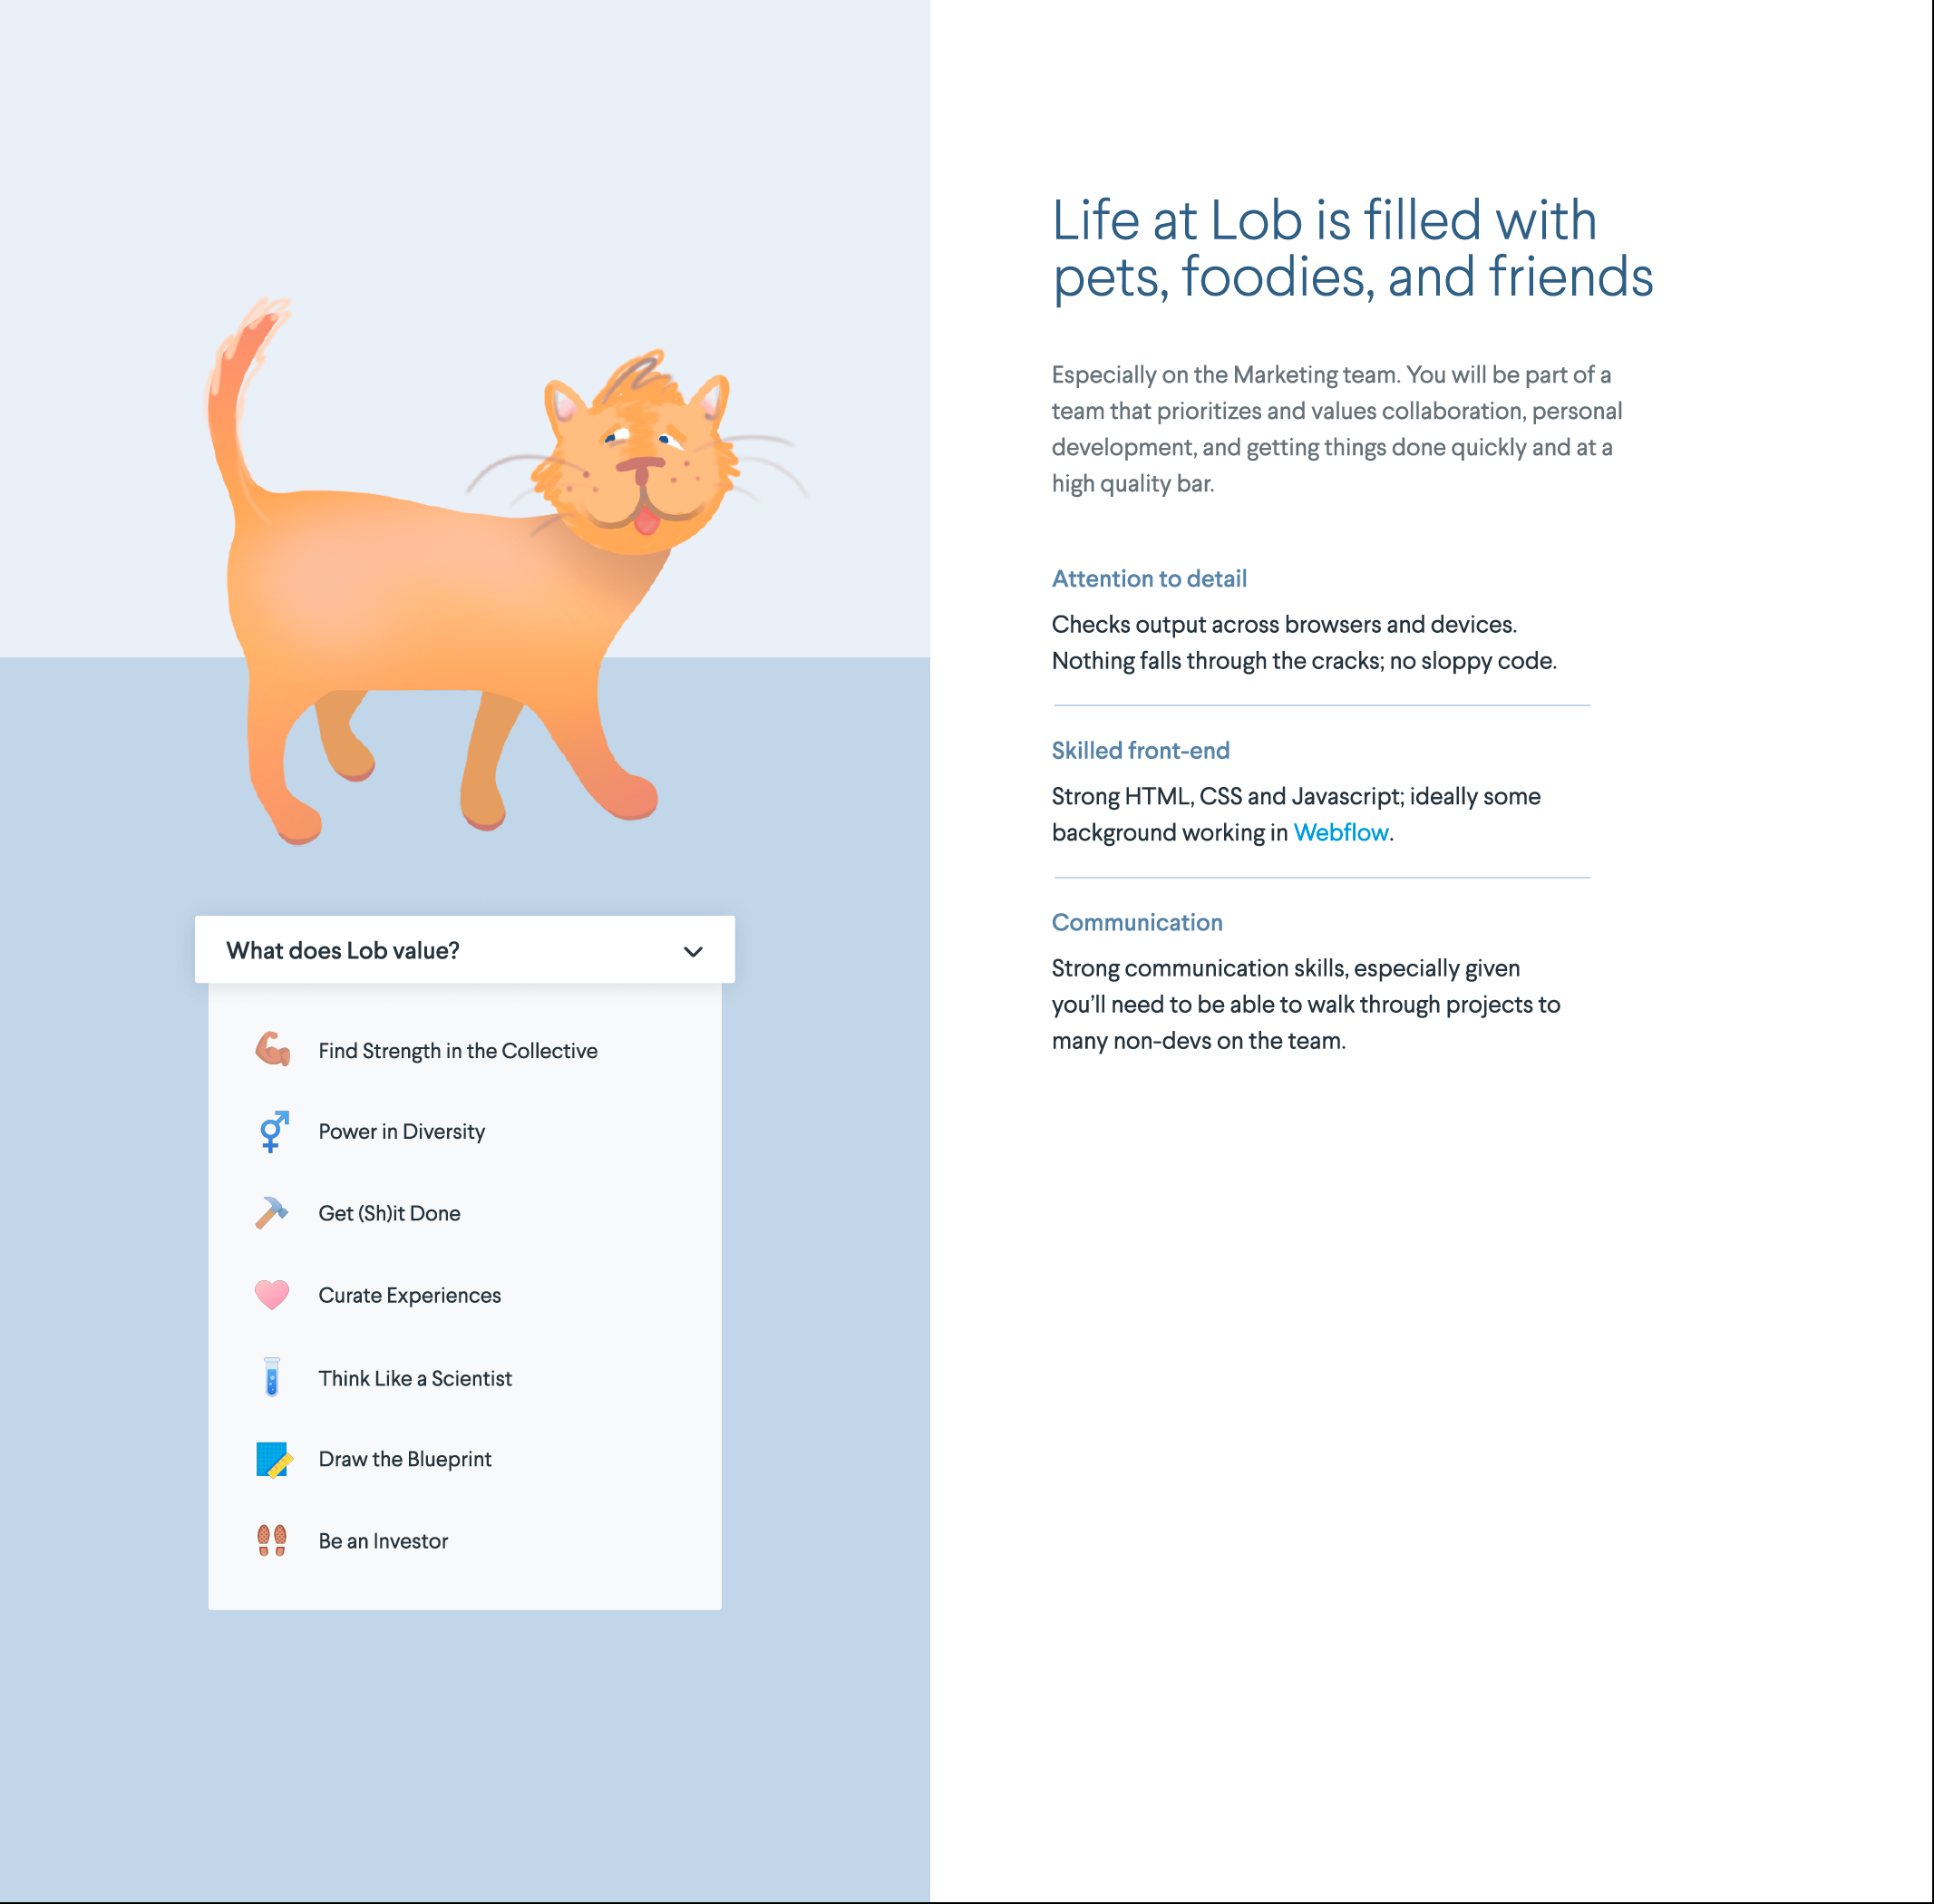 Life at Lob is filled with
pets, foodies, and friends
Especially on the Marketing team. You will be part of a
team that prioritizes and values collaboration, personal
development, and getting things done quickly and at a
high quality bar.
Attention to detail
Checks output across browsers and devices.
Nothing falls through the cracks; no sloppy code.
Skilled front-end
Strong HTML, CSS and Javascript; ideally some
background working in Webflow.
Communication
Strong communication skills, especially given
you’ll need to be able to walk through projects to
many non-devs on the team.
What does Lob value?
Find Strength in the Collective
Power in Diversity
Get (Sh)it Done
Curate Experiences
Think Like a Scientist
Draw the Blueprint
Be an Investor